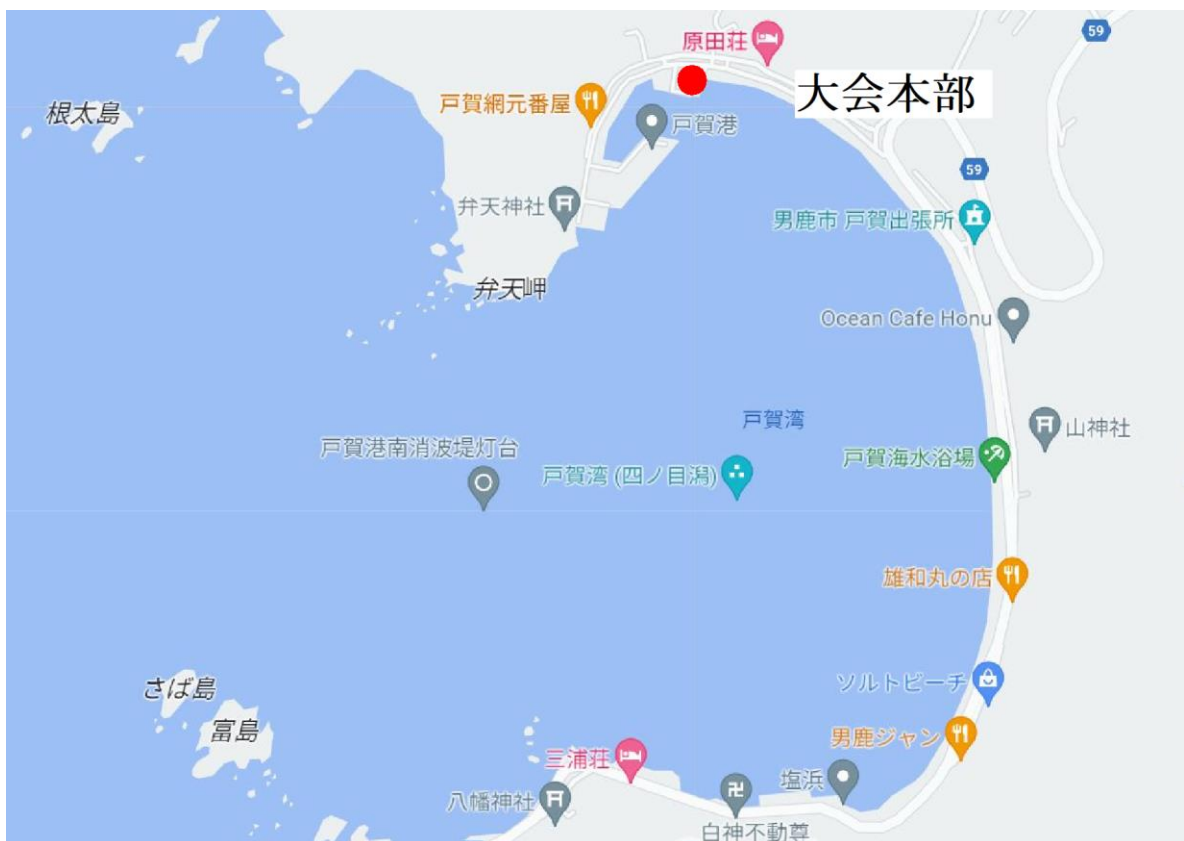 59
原田荘
大会本部
戸賀網元番屋
根太島
戸賀港
59
弁天神社
男鹿市 戸賀出張所
弁天岬
Ocean Cafe Honu
戸賀湾
山神社
戸賀港南消波堤灯台
戸賀海水浴場
戸賀湾 (四ノ目潟)
雄和丸の店
さば島
ソルトビーチ
富島
男鹿ジャン
三浦荘
塩浜
八幡神社
白神不動尊